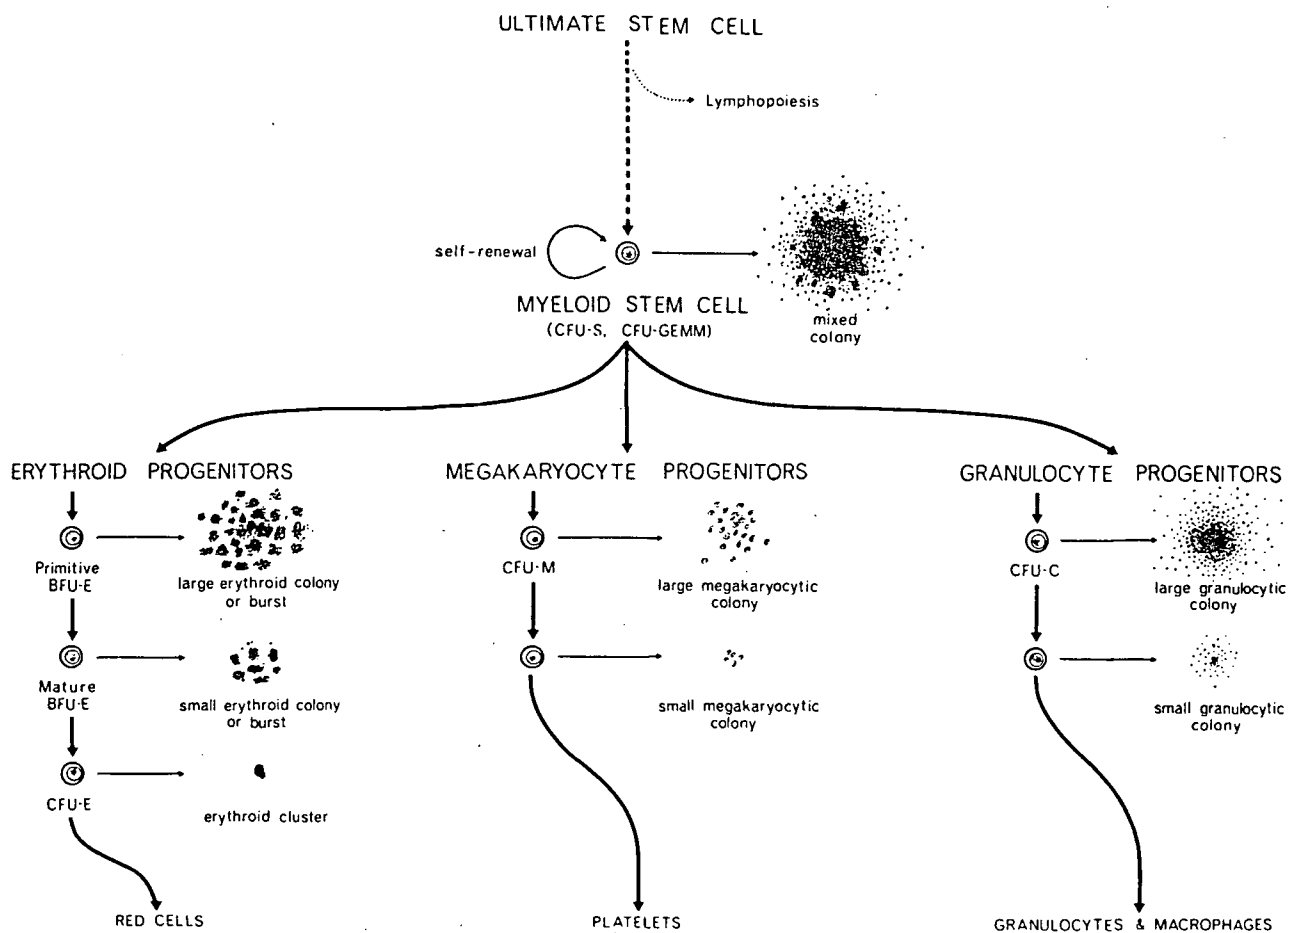 ULTIMATE STEM CELL
Lymphopoiesis
self-renewal
MYELOID STEM CELL
(CFU-S, CFU-GEMM)
mixed
colony
ERYTHROID PROGENITORS
Primitive
BFU-E
large erythroid colony
or burst
Mature
BFU-E
small erythroid colony
or burst
CFU-E
erythroid cluster
RED CELLS
MEGAKARYOCYTE PROGENITORS
CFU-M
large megakaryocytic
colony
small megakaryocytic
colony
PLATELETS
GRANULOCYTE PROGENITORS
CFU-C
large granulocytic
colony
small granulocytic
colony
GRANULOCYTES & MACROPHAGES